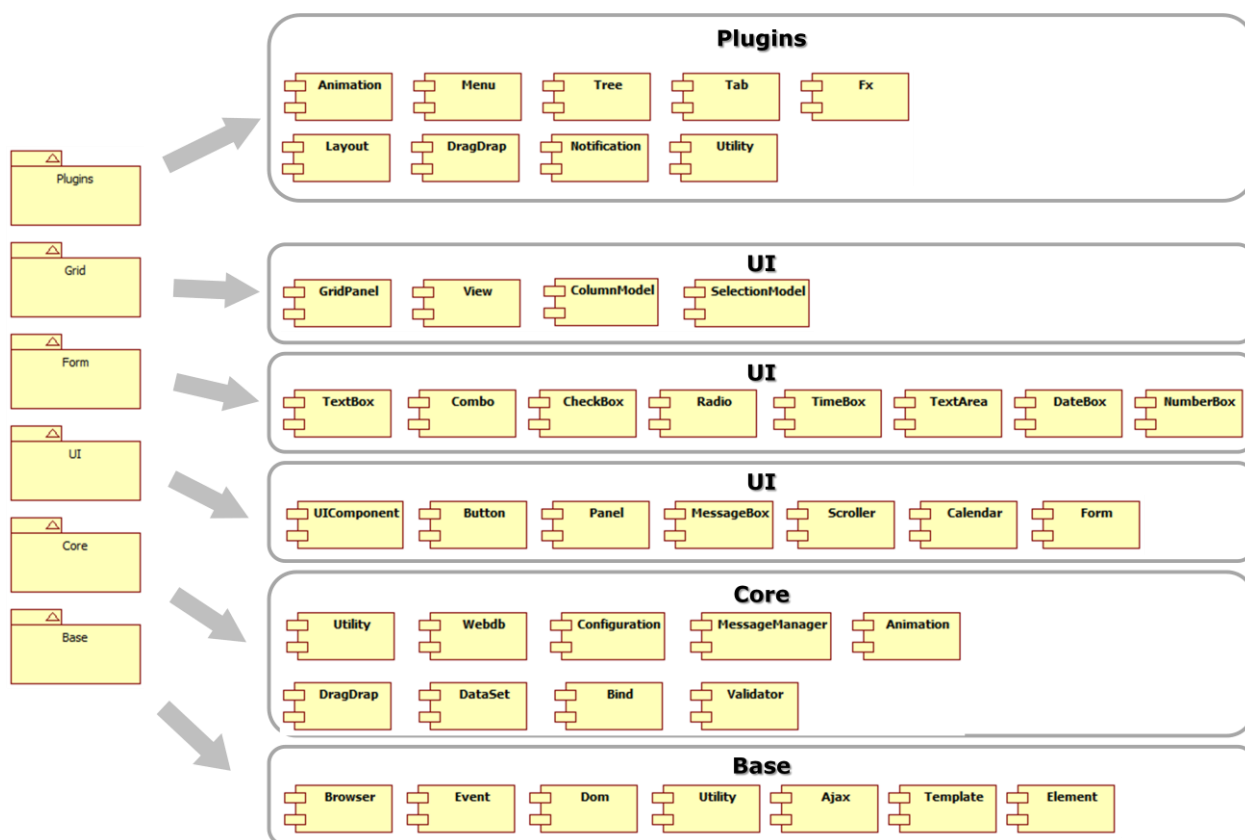 Plugins
Animation Menu Tree Tab Fx
Layout DragDrap Notification Utility
Plugins
Grid
UI
GridPanel View ColumnModel SelectionModel
Form
UI
TextBox Combo CheckBox Radio TimeBox TextArea DateBox NumberBox
UI
UI
UIComponent Button Panel MessageBox Scroller Calendar Form
Core
Core
Utility Webdb Configuration MessageManager Animation
Base
DragDrap DataSet Bind Validator
Base
Browser Event Dom Utility Ajax Template Element